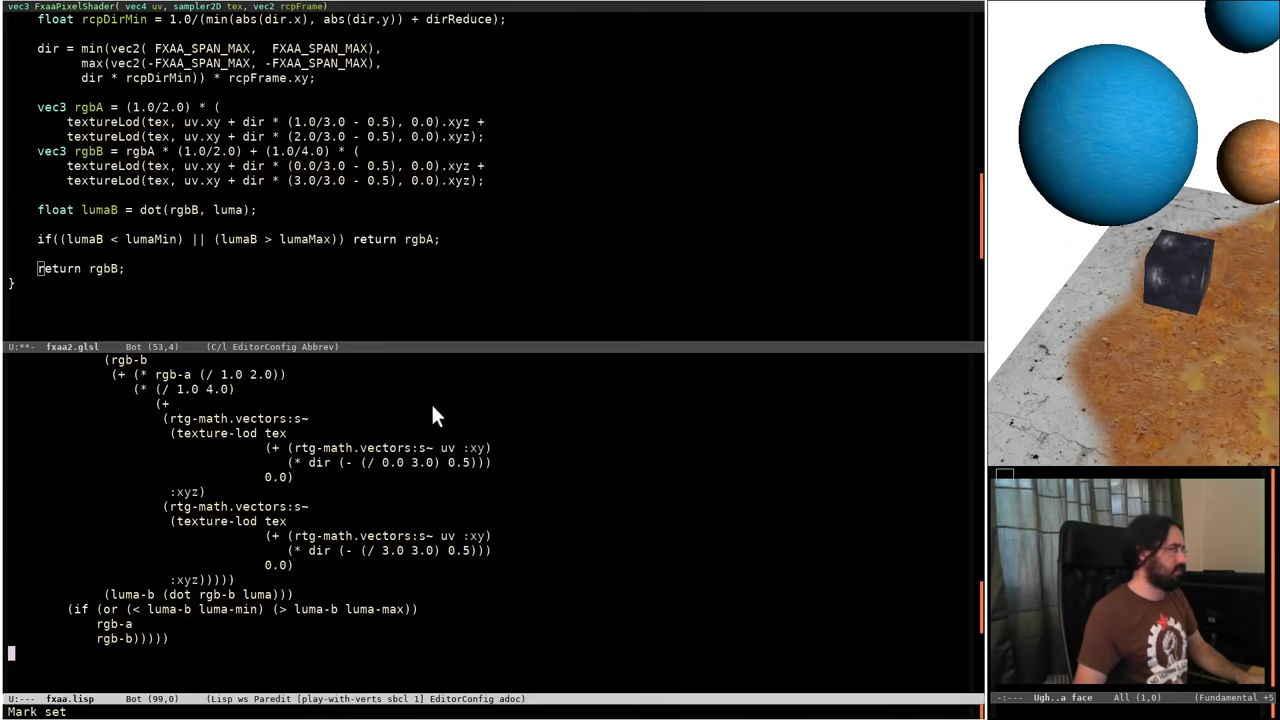 vec3 FxaaPixelShader( vec4 uv, sampler2D tex, vec2 rcpFrame)
float rcpDirMin = 1.0/(min(abs(dir.x), abs(dir.y)) + dirReduce);
dir = min(vec2( FXAA_SPAN_MAX,  FXAA_SPAN_MAX),
max(vec2(-FXAA_SPAN_MAX, -FXAA_SPAN_MAX),
dir * rcpDirMin)) * rcpFrame.xy;
vec3 rgbA = (1.0/2.0) * (
textureLod(tex, uv.xy + dir * (1.0/3.0 - 0.5), 0.0).xyz +
textureLod(tex, uv.xy + dir * (2.0/3.0 - 0.5), 0.0).xyz);
vec3 rgbB = rgbA * (1.0/2.0) + (1.0/4.0) * (
textureLod(tex, uv.xy + dir * (0.0/3.0 - 0.5), 0.0).xyz +
textureLod(tex, uv.xy + dir * (3.0/3.0 - 0.5), 0.0).xyz);
float lumaB = dot(rgbB, luma);
if((lumaB < lumaMin) || (lumaB > lumaMax)) return rgbA;
return rgbB;
}
U:**-  fxaa2.glsl     Bot (53,4)     (C/l EditorConfig Abbrev)
(rgb-b
(+ (* rgb-a (/ 1.0 2.0))
(* (/ 1.0 4.0)
(+
(rtg-math.vectors:s~
(texture-lod tex
(+ (rtg-math.vectors:s~ uv :xy)
(* dir (- (/ 0.0 3.0) 0.5)))
0.0)
:xyz)
(rtg-math.vectors:s~
(texture-lod tex
(+ (rtg-math.vectors:s~ uv :xy)
(* dir (- (/ 3.0 3.0) 0.5)))
0.0)
:xyz)))))
(luma-b (dot rgb-b luma)))
(if (or (< luma-b luma-min) (> luma-b luma-max))
rgb-a
rgb-b)))))
U:---  fxaa.lisp      Bot (99,0)     (Lisp ws Paredit [play-with-verts sbcl 1] EditorConfig adoc)
-:---  Ugh..a face    All (1,0)      (Fundamental +5
Mark set